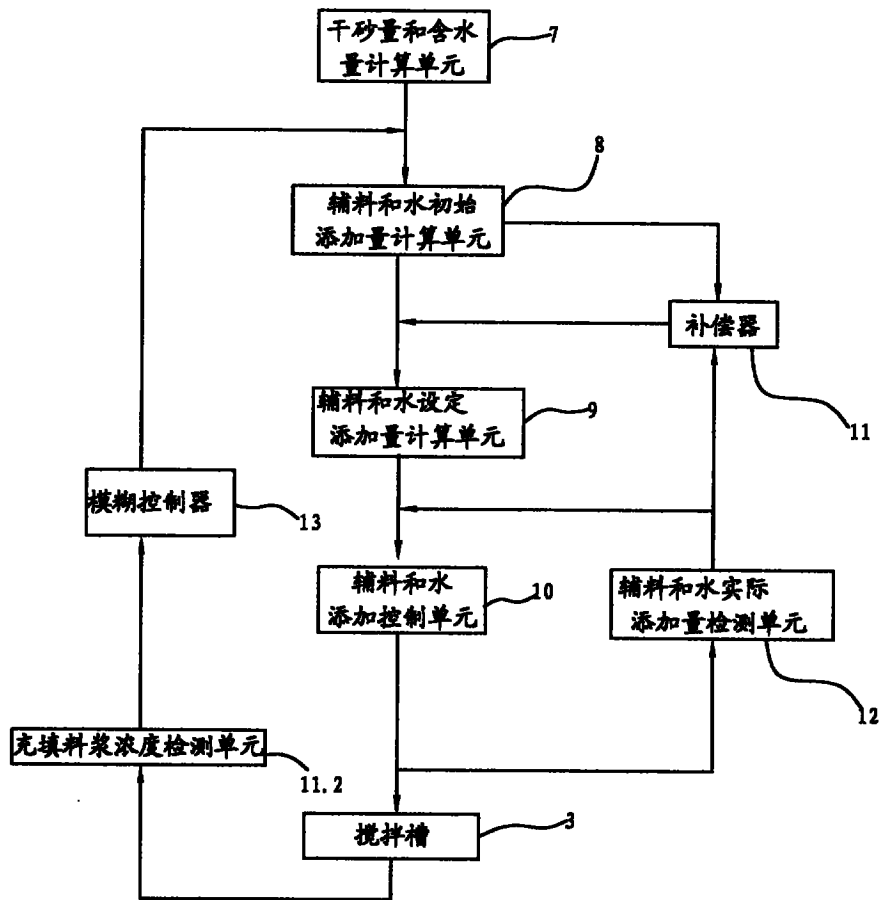 干砂量和含水
量计算单元
7
8
辅料和水初始
添加量计算单元
补偿器
11
辅料和水设定
添加量计算单元
9
模糊控制器
13
辅料和水
添加控制单元
10
辅料和水实际
添加量检测单元
12
充填料浆浓度检测单元
11.2
搅拌槽
3